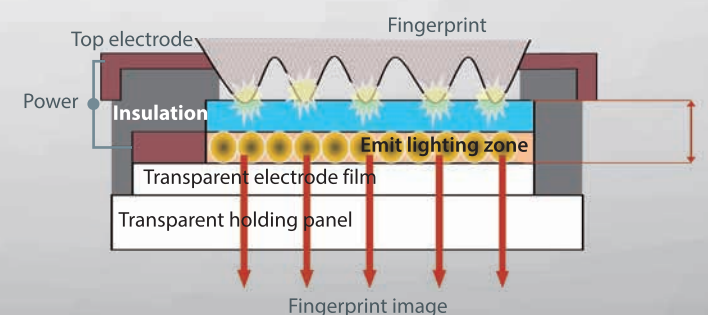 Fingerprint
Top electrode
Power
Insulation
Emit lighting zone
Transparent electrode film
Transparent holding panel
Fingerprint image